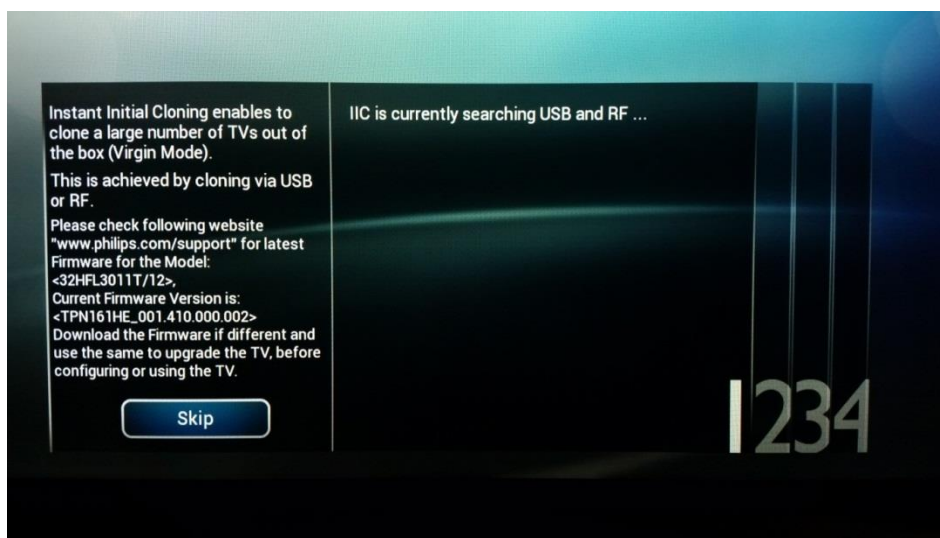 Instant Initial Cloning enables to
clone a large number of TVs out of
the box (Virgin Mode).
This is achieved by cloning via USB
or RF.
Please check following website
"www.philips.com/support" for latest
Firmware for the Model:
<32HFL3011T/12>,
Current Firmware Version is:
<TPN161HE_001.410.000.002>
Download the Firmware if different and
use the same to upgrade the TV, before
configuring or using the TV.
Skip
IIC is currently searching USB and RF ...
1234